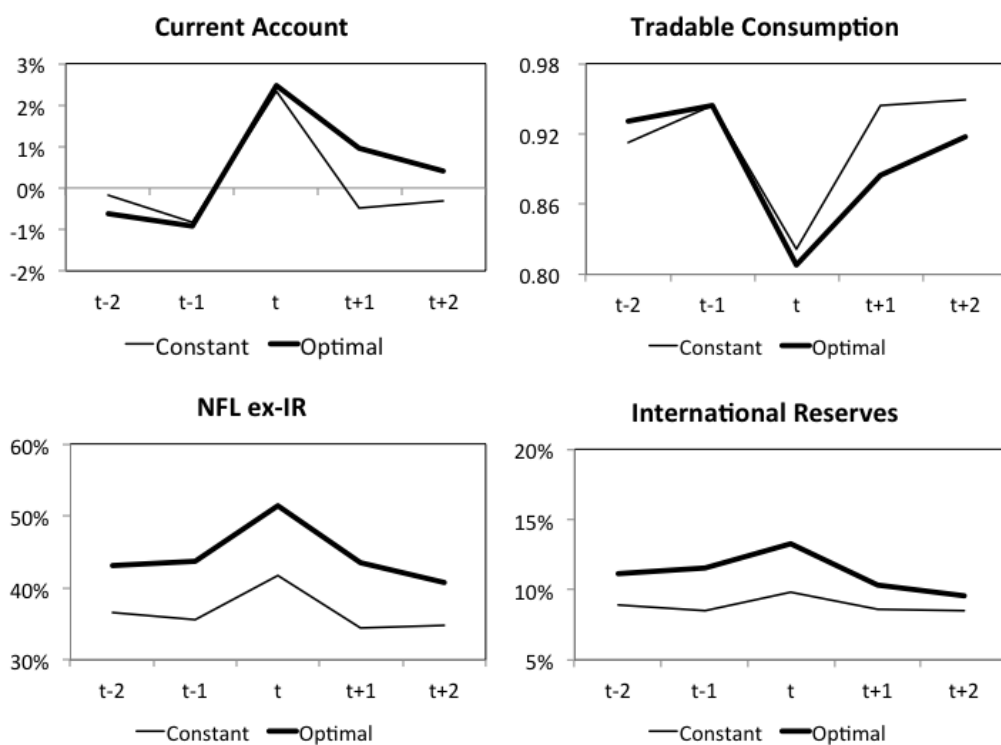 Current Account
3%
2%
1%
0%
-1%
-2%
t-2 t-1 t t+1 t+2
Constant Optimal
Tradable Consumption
0.98
0.92
0.86
0.80
t-2 t-1 t t+1 t+2
Constant Optimal
NFL ex-IR
60%
50%
40%
30%
t-2 t-1 t t+1 t+2
Constant Optimal
International Reserves
20%
15%
10%
5%
t-2 t-1 t t+1 t+2
Constant Optimal